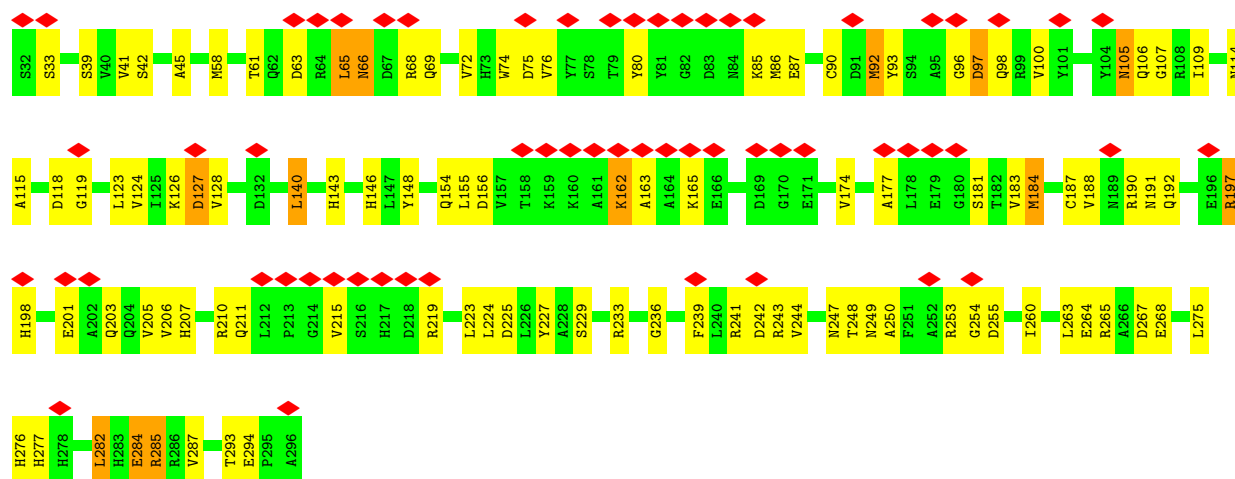 S32 S33 S39 V40 V41 S42 A45 M58 T61 Q62 D63 R64 L65 N66 D67 R68 Q69 V72 H73 W74 D75 V76 Y77 S78 T79 Y80 Y81 G82 D83 N84 K85 M86 E87 C90 D91 M92 Y93 S94 A95 G96 D97 Q98 R99 V100 Y101 Y104 N105 Q106 G107 R108 I109
A115 D118 G119 L123 V124 I125 K126 D127 V128 D132 L140 H143 H146 L147 Y148 Q154 L155 D156 V157 T158 K159 K160 A161 K162 A163 A164 K165 E166 D169 G170 E171 V174 A177 L178 E179 G180 S181 T182 V183 M184 C187 V188 N189 R190 N191 Q192 E196 R197
H198 E201 A202 Q203 Q204 V205 V206 H207 R210 Q211 L212 P213 G214 V215 S216 H217 D218 R219 L223 L224 D225 L226 Y227 A228 S229 R233 G236 F239 L240 R241 D242 R243 V244 N247 T248 N249 A250 F251 A252 R253 G254 D255 I260 L263 E264 R265 A266 D267 E268 L275
H276 H277 H278 L282 H283 E284 R285 R286 V287 T293 E294 P295 A296